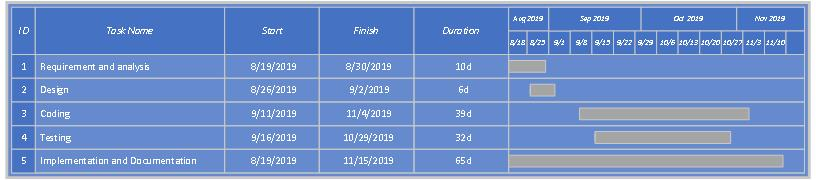 ID Task Name Start Finish Duration Aug 2019 Sep 2019 Oct 2019 Nov 2019
8/18 8/25 9/1 9/8 9/15 9/22 9/29 10/6 10/13 10/20 10/27 11/3 11/10
1 Requirement and analysis 8/19/2019 8/30/2019 10d
2 Design 8/26/2019 9/2/2019 6d
3 Coding 9/11/2019 11/4/2019 39d
4 Testing 9/16/2019 10/29/2019 32d
5 Implementation and Documentation 8/19/2019 11/15/2019 65d